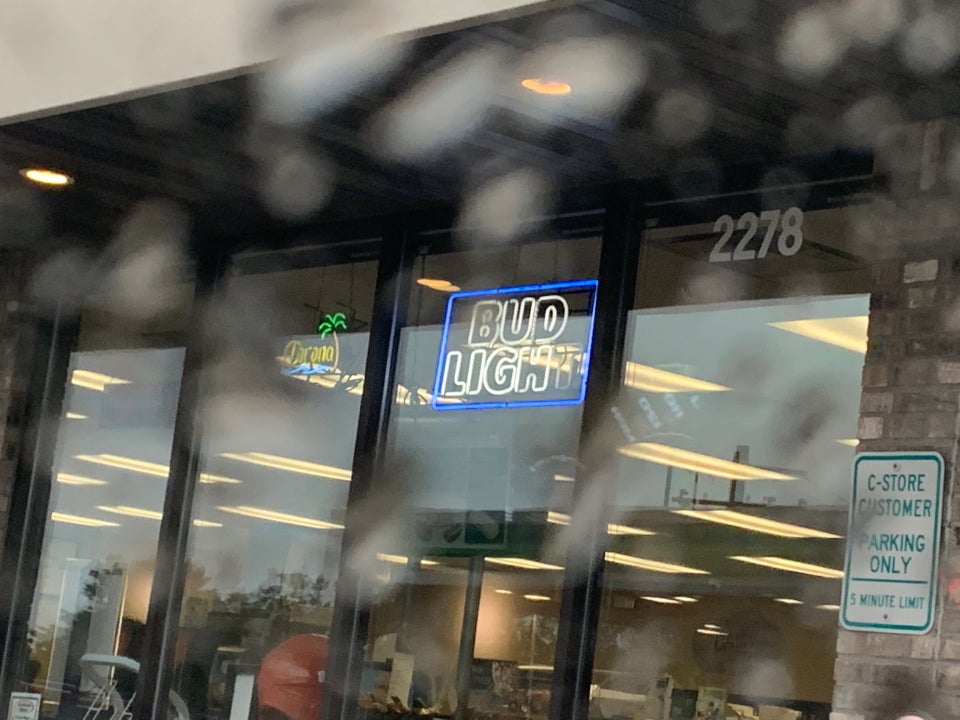 2278
BUD
LIGHT
Corona
C-STORE
CUSTOMER
PARKING
ONLY
5 MINUTE LIMIT